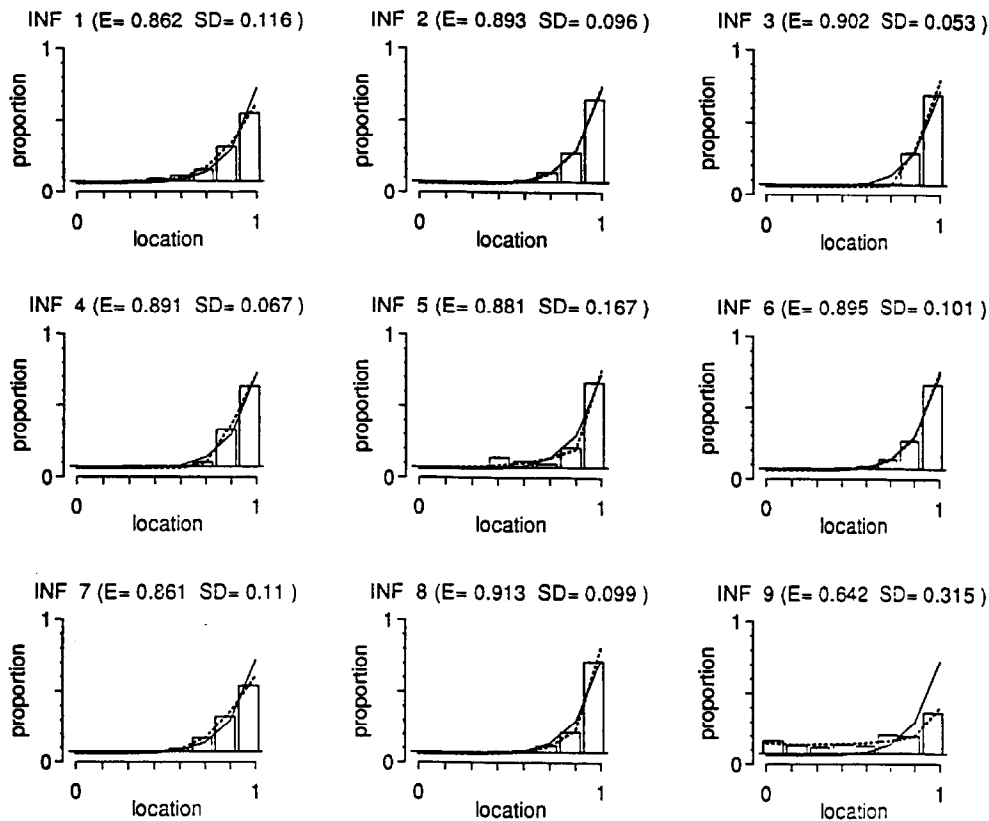 INF 1 (E= 0.862 SD= 0.116 )
INF 2 (E= 0.893 SD= 0.096 )
INF 3 (E= 0.902 SD= 0.053 )
proportion
1
0
0
1
location
proportion
1
0
0
1
location
proportion
1
0
0
1
location
INF 4 (E= 0.891 SD= 0.067 )
INF 5 (E= 0.881 SD= 0.167 )
INF 6 (E= 0.895 SD= 0.101 )
proportion
1
0
0
1
location
proportion
1
0
0
1
location
proportion
1
0
0
1
location
INF 7 (E= 0.861 SD= 0.11 )
INF 8 (E= 0.913 SD= 0.099 )
INF 9 (E= 0.642 SD= 0.315 )
proportion
1
0
0
1
location
proportion
1
0
0
1
location
proportion
1
0
0
1
location